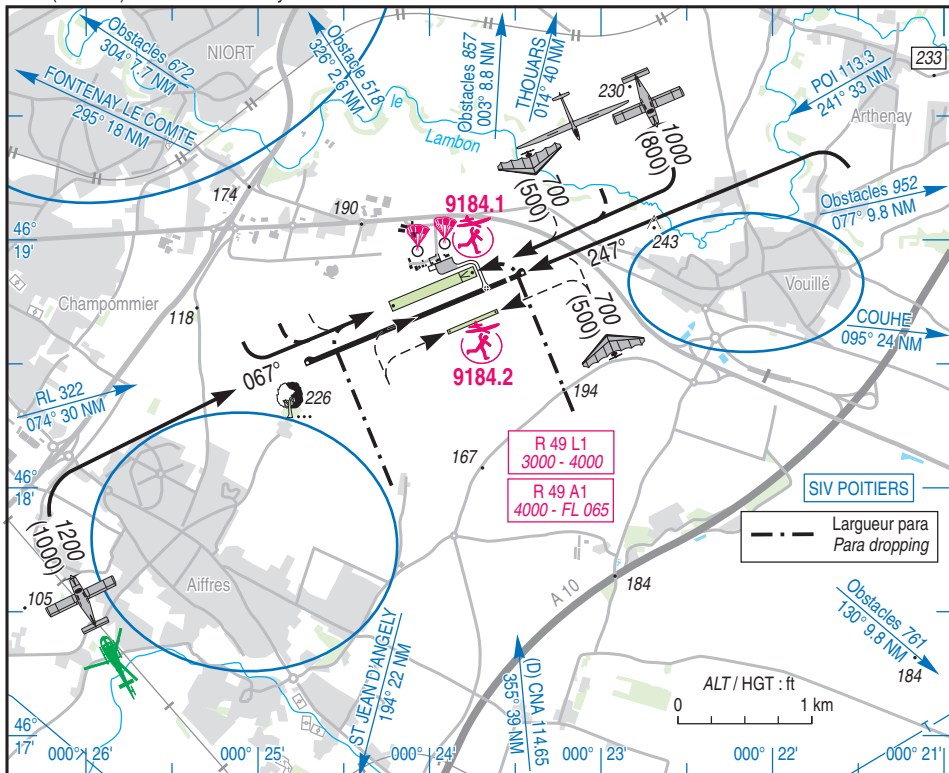 Obstacles 672
304° 7.7 NM
FONTENAY LE COMTE
295° 18 NM
NIORT
Obstacle 518
326° 2.6 NM
le
Lambon
Obstacles 857
003° 8.8 NM
THOUARS
014° 40 NM
230
1000
(800)
POI 113.3
241° 33 NM
233
Arthenay
174
190
9184.1
700
(500)
Obstacles 952
077° 9.8 NM
243
247°
46°
19'
Vouillé
Champommier
118
700
(500)
COUHE
095° 24 NM
9184.2
067°
RL 322
074° 30 NM
226
194
R 49 L1
3000 - 4000
167
R 49 A1
4000 - FL 065
46°
18'
SIV POITIERS
Largueur para
Para dropping
1200
(1000)
Aiffres
105
A 10
184
Obstacles 761
130° 9.8 NM
184
ST JEAN D'ANGELY
194° 22 NM
(D) CNA 114.65
355° 39 NM
ALT / HGT : ft
0
1 km
46°
17'
000° 26'
000° 25'
000° 24'
000° 23'
000° 22'